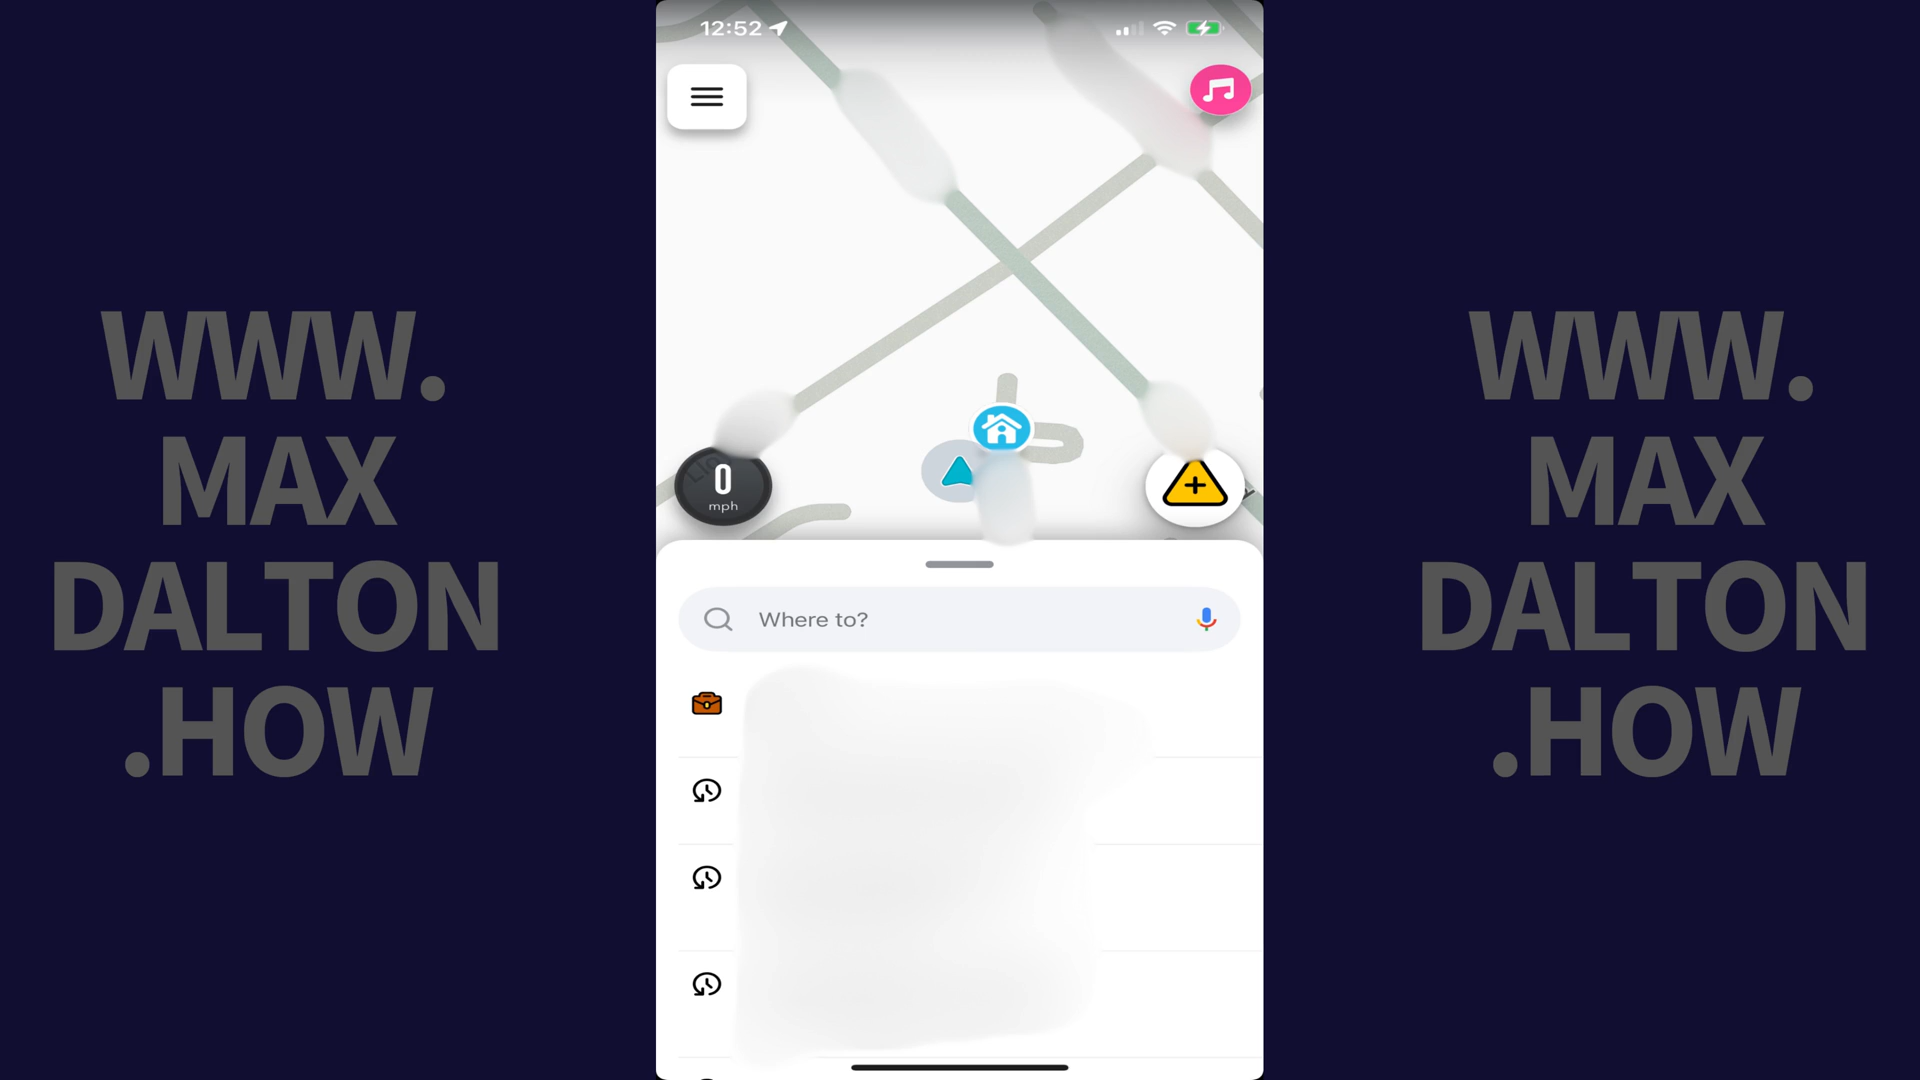 WWW.
MAX
DALTON
.HOW
12:52
0
mph
Where to?
WWW.
MAX
DALTON
.HOW